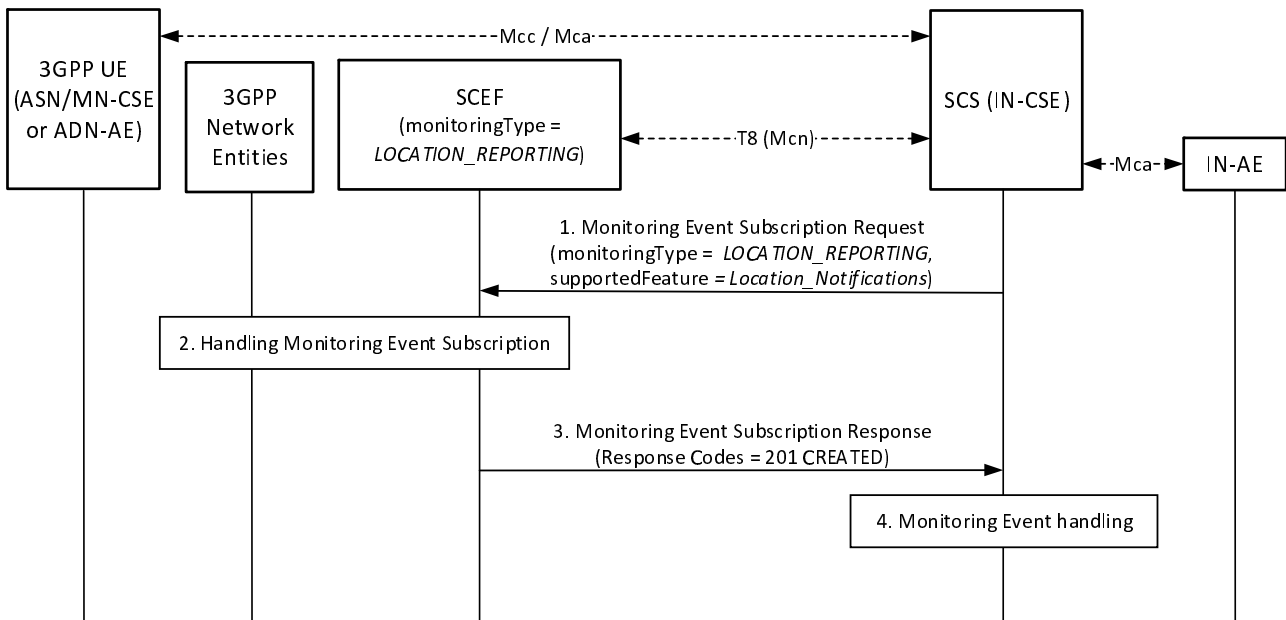 Mcc / Mca
3GPP UE
(ASN/MN-CSE
or ADN-AE)
3GPP
Network
Entities
SCEF
(monitoringType =
LOCATION_REPORTING)
T8 (Mcn)
SCS (IN-CSE)
Mca
IN-AE
1. Monitoring Event Subscription Request
(monitoringType = LOCATION_REPORTING,
supportedFeature = Location_Notifications)
2. Handling Monitoring Event Subscription
3. Monitoring Event Subscription Response
(Response Codes = 201 CREATED)
4. Monitoring Event handling